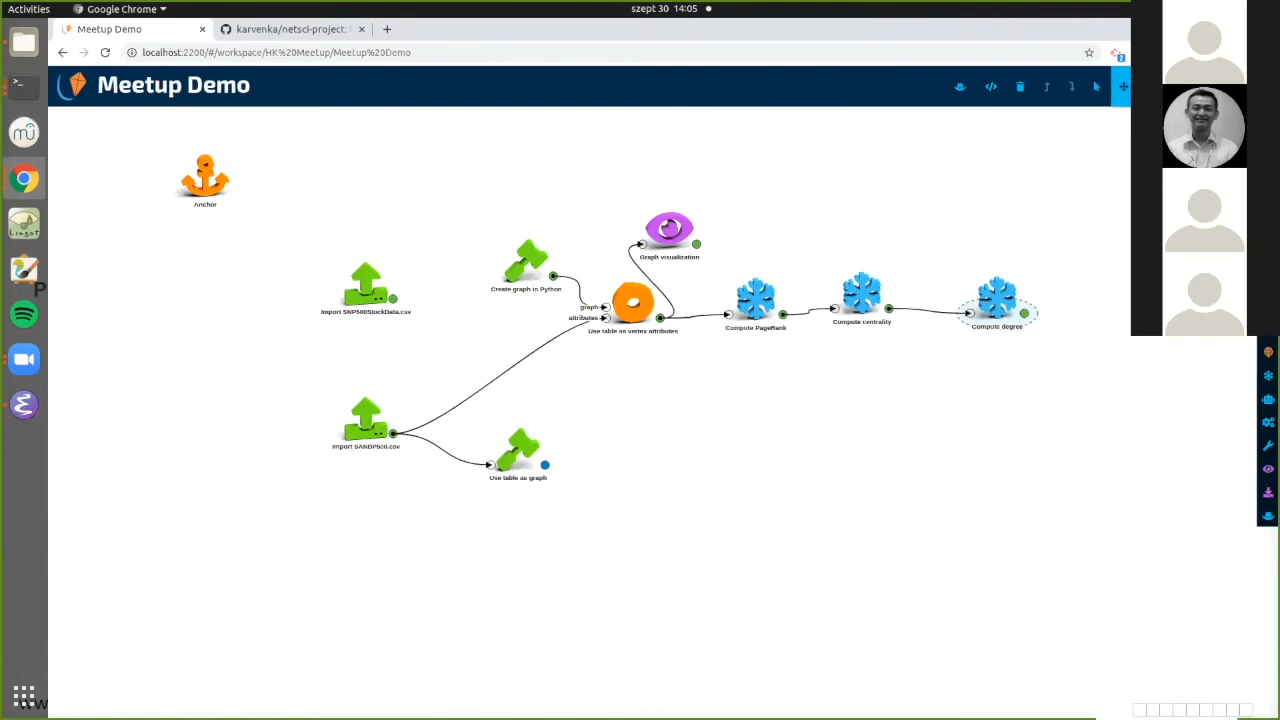 Activities
Google Chrome
szept 30 14:05
Meetup Demo
karvenka/netsci-project:
localhost:2200/#/workspace/HK%20Meetup/Meetup%20Demo
2
Meetup Demo
Anchor
Graph visualization
Create graph in Python
graph
attributes
Import SNP500StockData.csv
Use table as vertex attributes
Compute PageRank
Compute centrality
Compute degree
Import SANDP500.csv
Use table as graph
Lingot
P